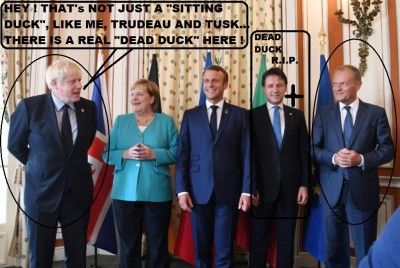 HEY ! THAT'S NOT JUST A "SITTING
DUCK", LIKE ME, TRUDEAU AND TUSK...
THERE IS A REAL "DEAD DUCK" HERE !
DEAD
DUCK
R.I.P.